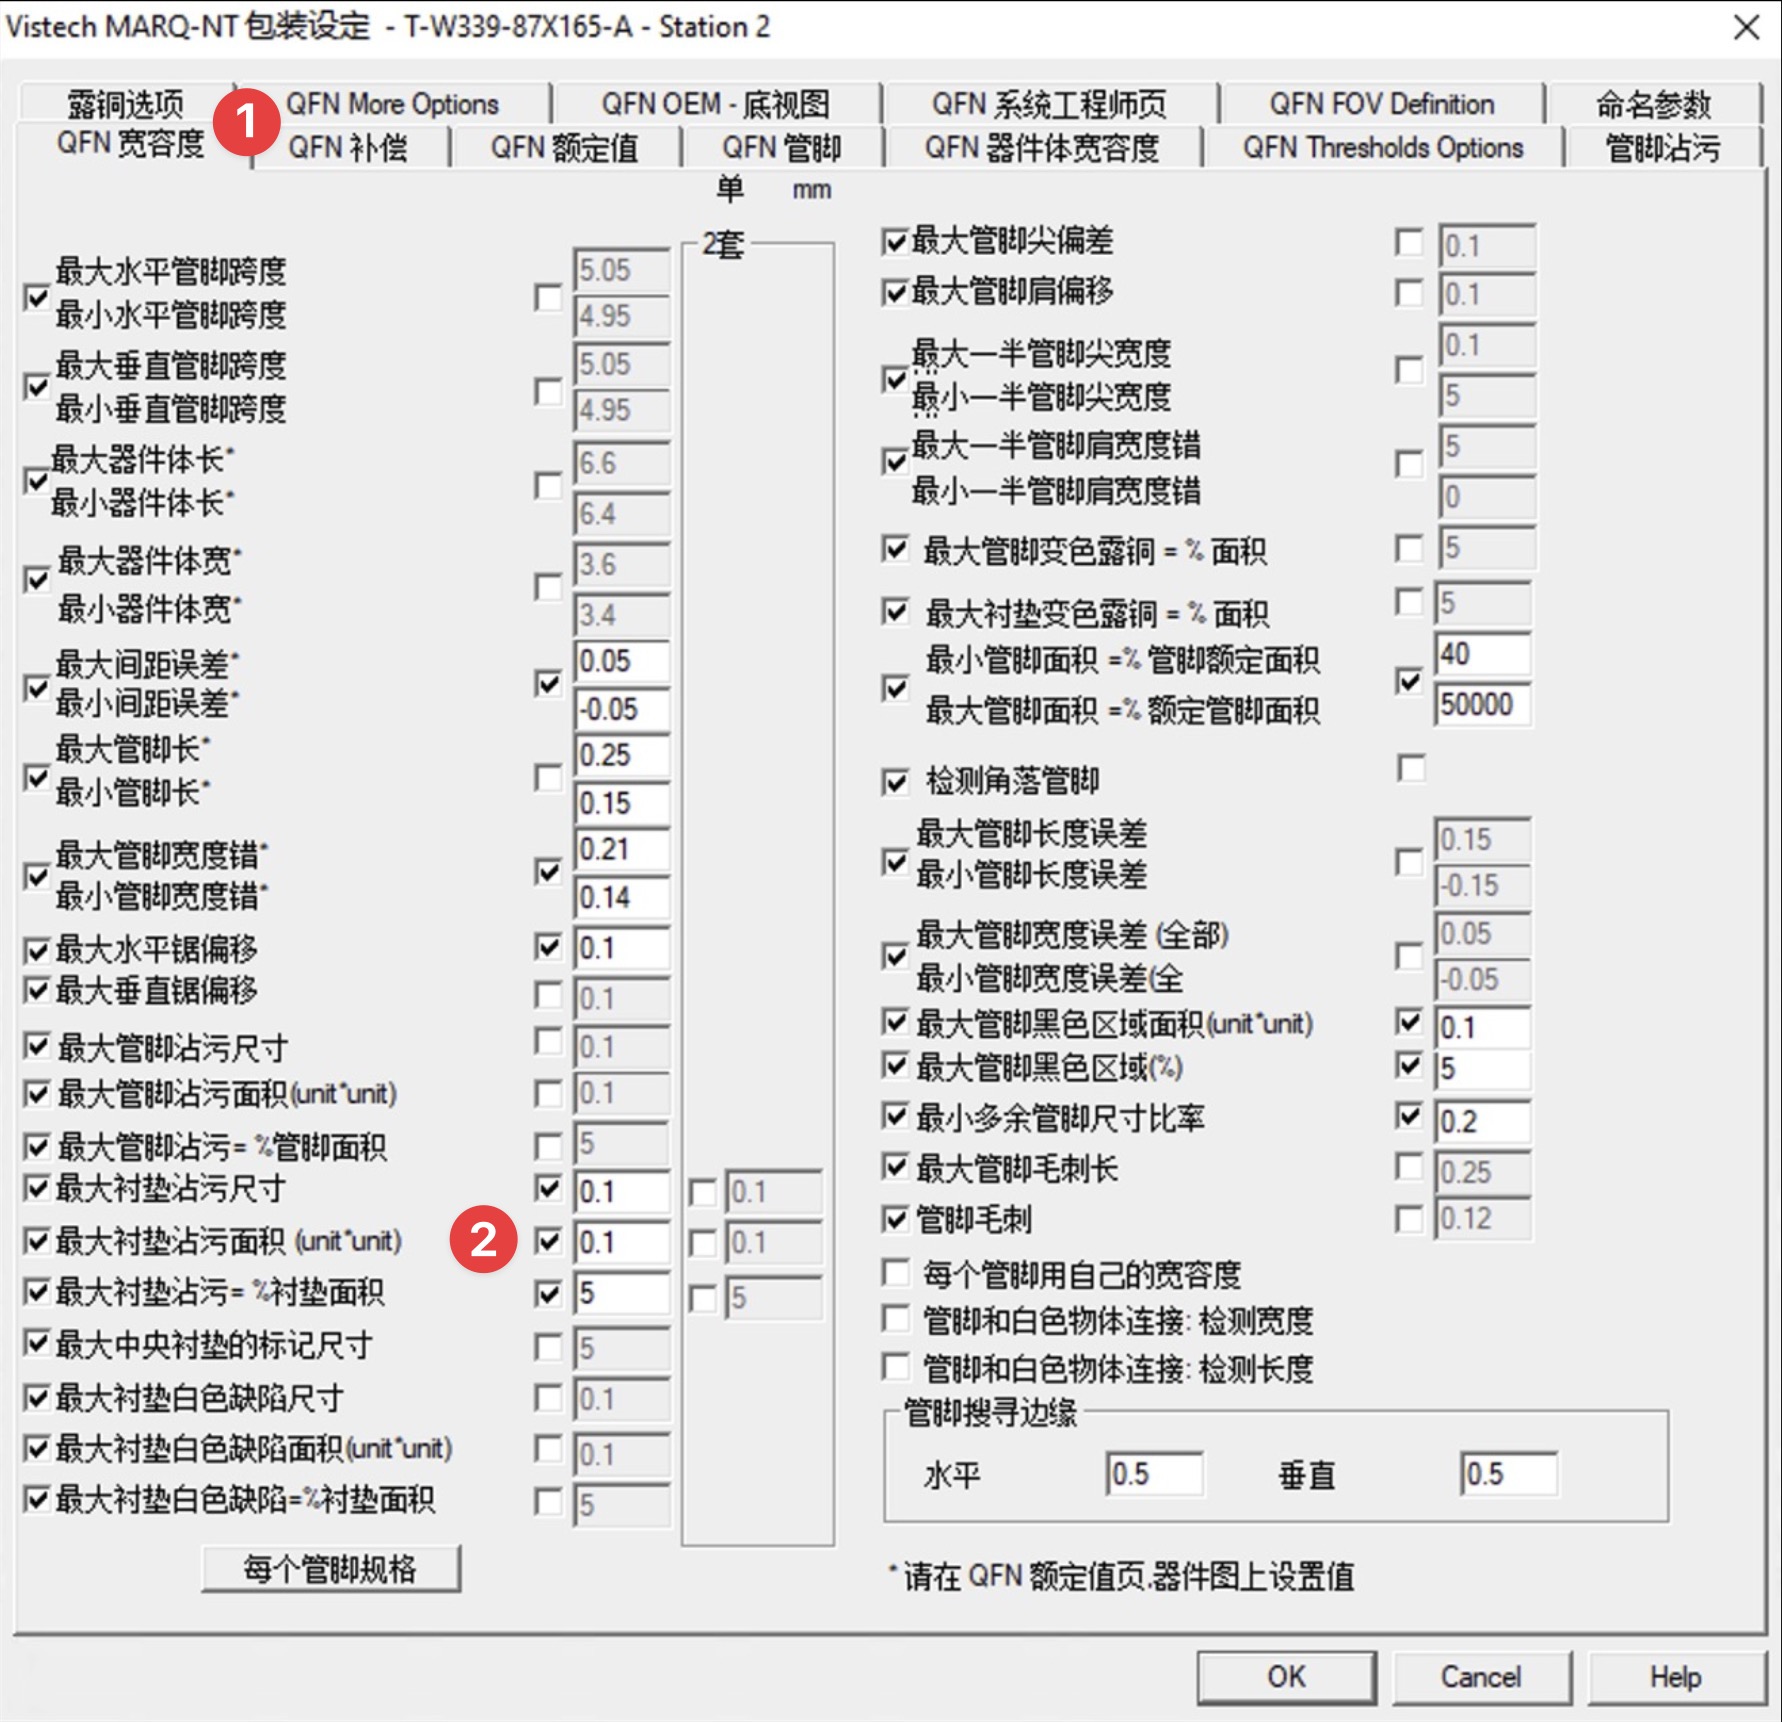 Vistech MARQ-NT 包装设定 - T-W339-87X165-A - Station 2
露铜选项
1
QFN More Options
QFN OEM - 底视图
QFN 系统工程师页
QFN FOV Definition
命名参数
QFN 宽容度
QFN 补偿
QFN 额定值
QFN 管脚
QFN 器件体宽容度
QFN Thresholds Options
管脚沾污
单 mm
2套
最大水平管脚跨度 5.05
最小水平管脚跨度 4.95
最大垂直管脚跨度 5.05
最小垂直管脚跨度 4.95
最大器件体长* 6.6
最小器件体长* 6.4
最大器件体宽* 3.6
最小器件体宽* 3.4
最大间距误差* 0.05
最小间距误差* -0.05
最大管脚长* 0.25
最小管脚长* 0.15
最大管脚宽度错* 0.21
最小管脚宽度错* 0.14
最大水平锯偏移 0.1
最大垂直锯偏移 0.1
最大管脚沾污尺寸 0.1
最大管脚沾污面积(unit*unit) 0.1
最大管脚沾污= %管脚面积 5
最大衬垫沾污尺寸 0.1 0.1
最大衬垫沾污面积 (unit*unit) 2 0.1 0.1
最大衬垫沾污= %衬垫面积 5 5
最大中央衬垫的标记尺寸 5
最大衬垫白色缺陷尺寸 0.1
最大衬垫白色缺陷面积(unit*unit) 0.1
最大衬垫白色缺陷=%衬垫面积 5
每个管脚规格
最大管脚尖偏差 0.1
最大管脚肩偏移 0.1
最大一半管脚尖宽度 0.1
最小一半管脚尖宽度 5
最大一半管脚肩宽度错 5
最小一半管脚肩宽度错 0
最大管脚变色露铜 = % 面积 5
最大衬垫变色露铜 = % 面积 5
最小管脚面积 =% 管脚额定面积 40
最大管脚面积 =% 额定管脚面积 50000
检测角落管脚
最大管脚长度误差 0.15
最小管脚长度误差 -0.15
最大管脚宽度误差 (全部) 0.05
最小管脚宽度误差(全 -0.05
最大管脚黑色区域面积(unit*unit) 0.1
最大管脚黑色区域(%) 5
最小多余管脚尺寸比率 0.2
最大管脚毛刺长 0.25
管脚毛刺 0.12
每个管脚用自己的宽容度
管脚和白色物体连接: 检测宽度
管脚和白色物体连接: 检测长度
管脚搜寻边缘
水平 0.5 垂直 0.5
* 请在 QFN 额定值页,器件图上设置值
OK
Cancel
Help